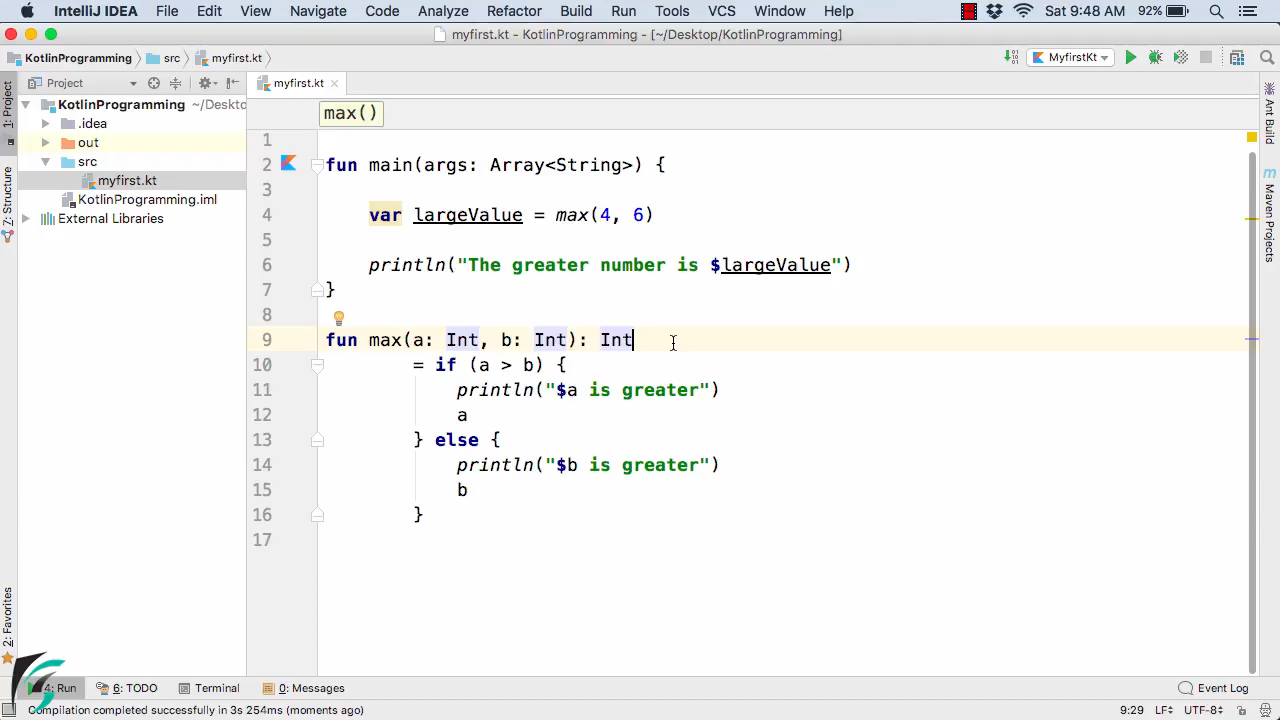 IntelliJ IDEA File Edit View Navigate Code Analyze Refactor Build Run Tools VCS Window Help Sat 9:48 AM 92%
myfirst.kt - KotlinProgramming - [~/Desktop/KotlinProgramming]
KotlinProgramming src myfirst.kt MyfirstKt
Project myfirst.kt
KotlinProgramming ~/Deskto
.idea
out
src
myfirst.kt
KotlinProgramming.iml
External Libraries
1: Project
7: Structure
2: Favorites
max()
1
2 fun main(args: Array<String>) {
3
4 var largeValue = max(4, 6)
5
6 println("The greater number is $largeValue")
7 }
8
9 fun max(a: Int, b: Int): Int
10 = if (a > b) {
11 println("$a is greater")
12 a
13 } else {
14 println("$b is greater")
15 b
16 }
17
Ant Build
m Maven Projects
4: Run 6: TODO Terminal 0: Messages Event Log
Compilation completed successfully in 3s 254ms (moments ago) 9:29 LF UTF-8